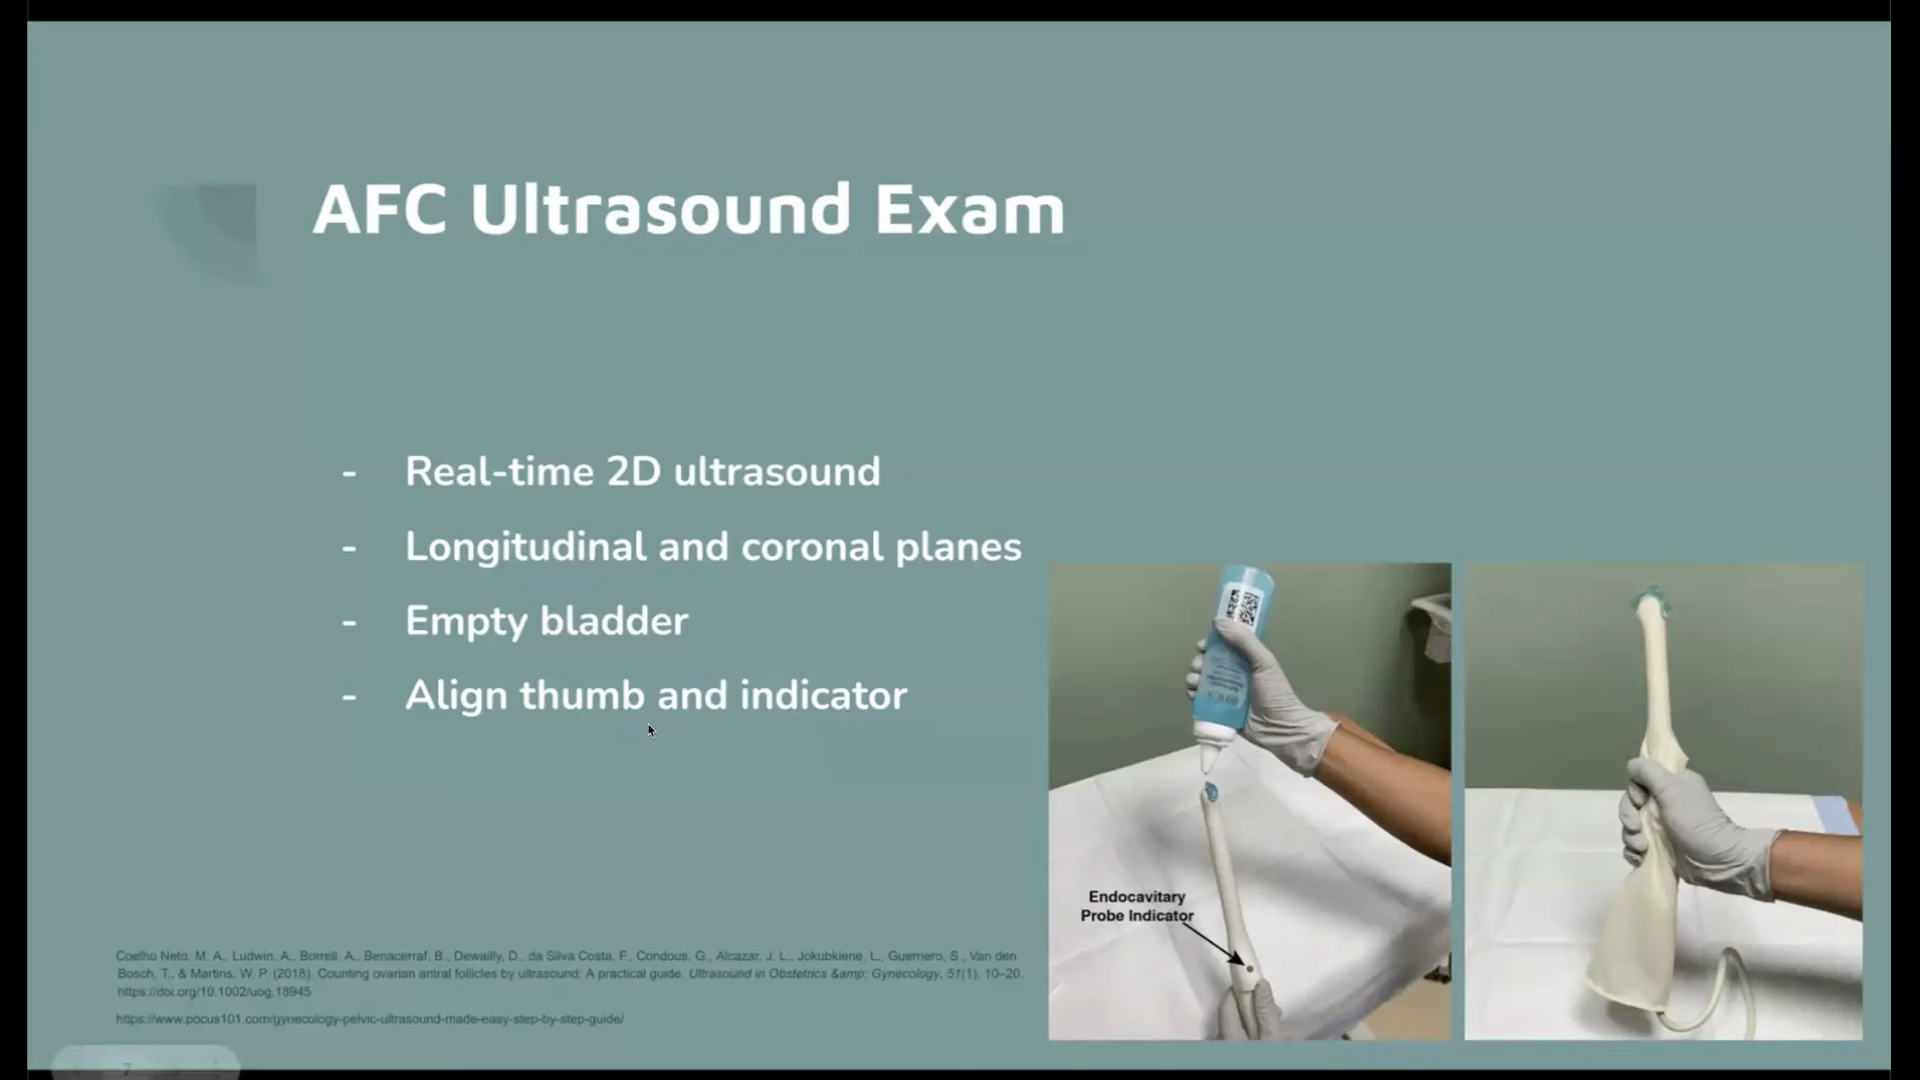 AFC Ultrasound Exam
- Real-time 2D ultrasound
- Longitudinal and coronal planes
- Empty bladder
- Align thumb and indicator
Endocavitary
Probe Indicator
Coelho Neto, M. A., Ludwin, A., Borrell, A., Benacerraf, B., Dewailly, D., da Silva Costa, F., Condous, G., Alcazar, J. L., Jokubkiene, L., Guerriero, S., Van den
Bosch, T., & Martins, W. P. (2018). Counting ovarian antral follicles by ultrasound: A practical guide. Ultrasound in Obstetrics &amp; Gynecology, 51(1), 10–20.
https://doi.org/10.1002/uog.18945
https://www.pocus101.com/gynecology-pelvic-ultrasound-made-easy-step-by-step-guide/
7